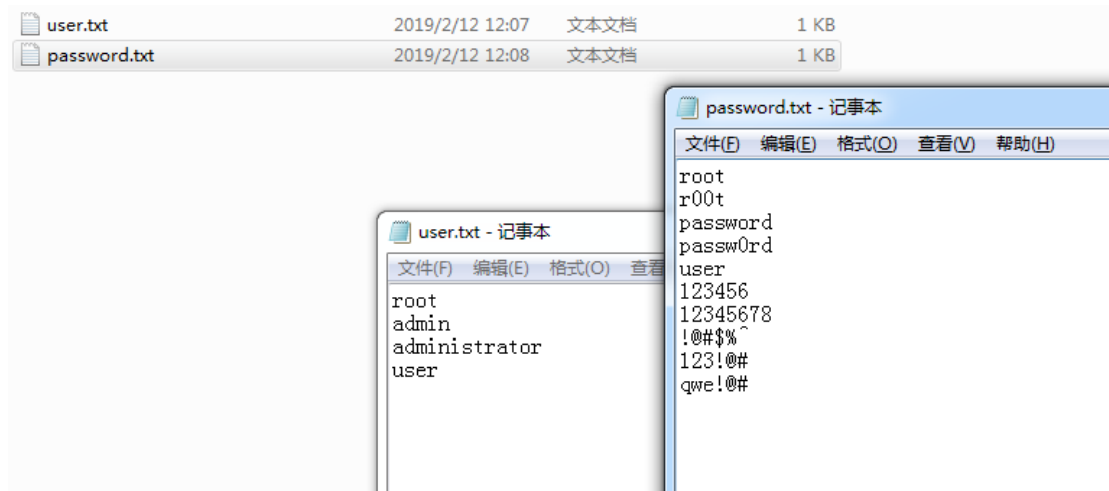 user.txt 2019/2/12 12:07 文本文档 1 KB
password.txt 2019/2/12 12:08 文本文档 1 KB
password.txt - 记事本
文件(F) 编辑(E) 格式(O) 查看(V) 帮助(H)
root
r00t
password
passw0rd
user
123456
12345678
!@#$%^
123!@#
qwe!@#
user.txt - 记事本
文件(F) 编辑(E) 格式(O) 查看
root
admin
administrator
user